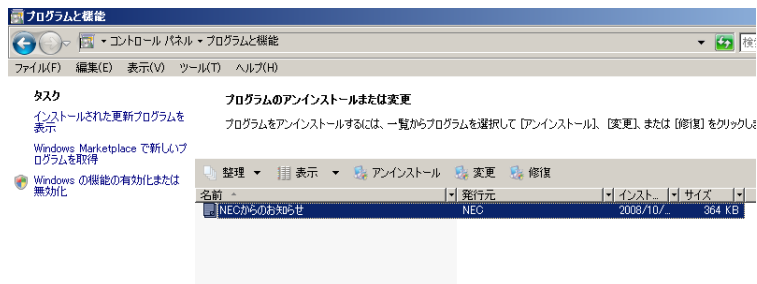 プログラムと機能
コントロール パネル ▾ プログラムと機能
ファイル(F) 編集(E) 表示(V) ツール(T) ヘルプ(H)
タスク
インストールされた更新プログラムを
表示
Windows Marketplace で新しいプ
ログラムを取得
Windows の機能の有効化または
無効化
プログラムのアンインストールまたは変更
プログラムをアンインストールするには、一覧からプログラムを選択して [アンインストール]、[変更]、または [修復] をクリックしま
整理 表示 アンインストール 変更 修復
名前 発行元 インスト... サイズ
NECからのお知らせ NEC 2008/10/... 364 KB